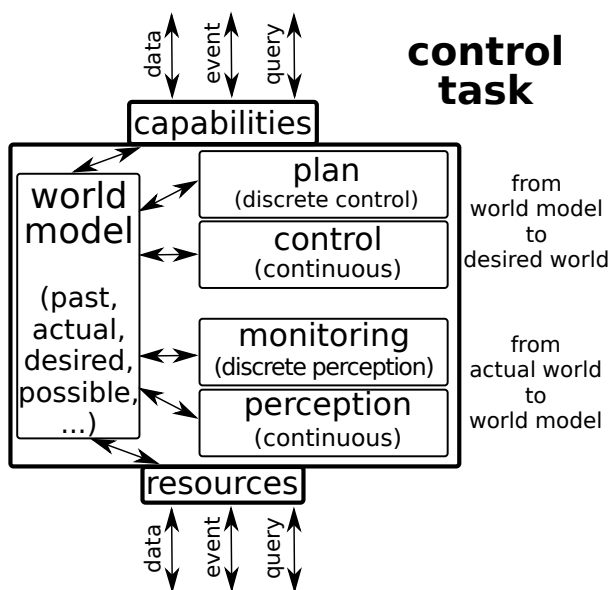 data
event
query
control
task
capabilities
world
model
(past,
actual,
desired,
possible,
...)
plan
(discrete control)
control
(continuous)
monitoring
(discrete perception)
perception
(continuous)
from
world model
to
desired world
from
actual world
to
world model
resources
data
event
query